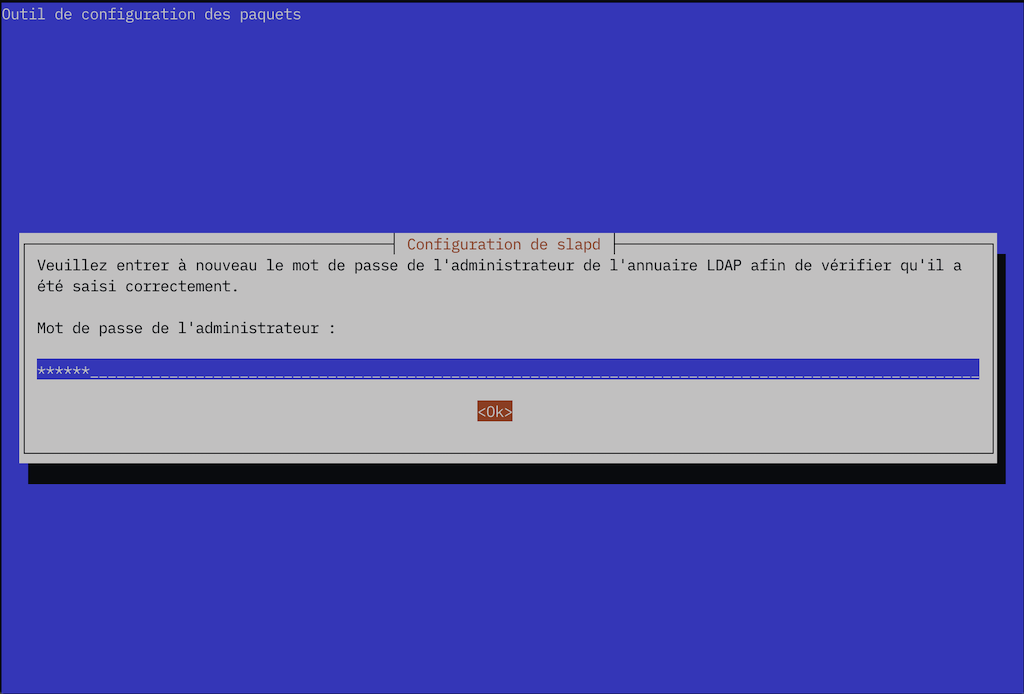 Outil de configuration des paquets
Configuration de slapd
Veuillez entrer à nouveau le mot de passe de l'administrateur de l'annuaire LDAP afin de vérifier qu'il a
été saisi correctement.
Mot de passe de l'administrateur :
******_____________________________________________________________________________________________________
<Ok>